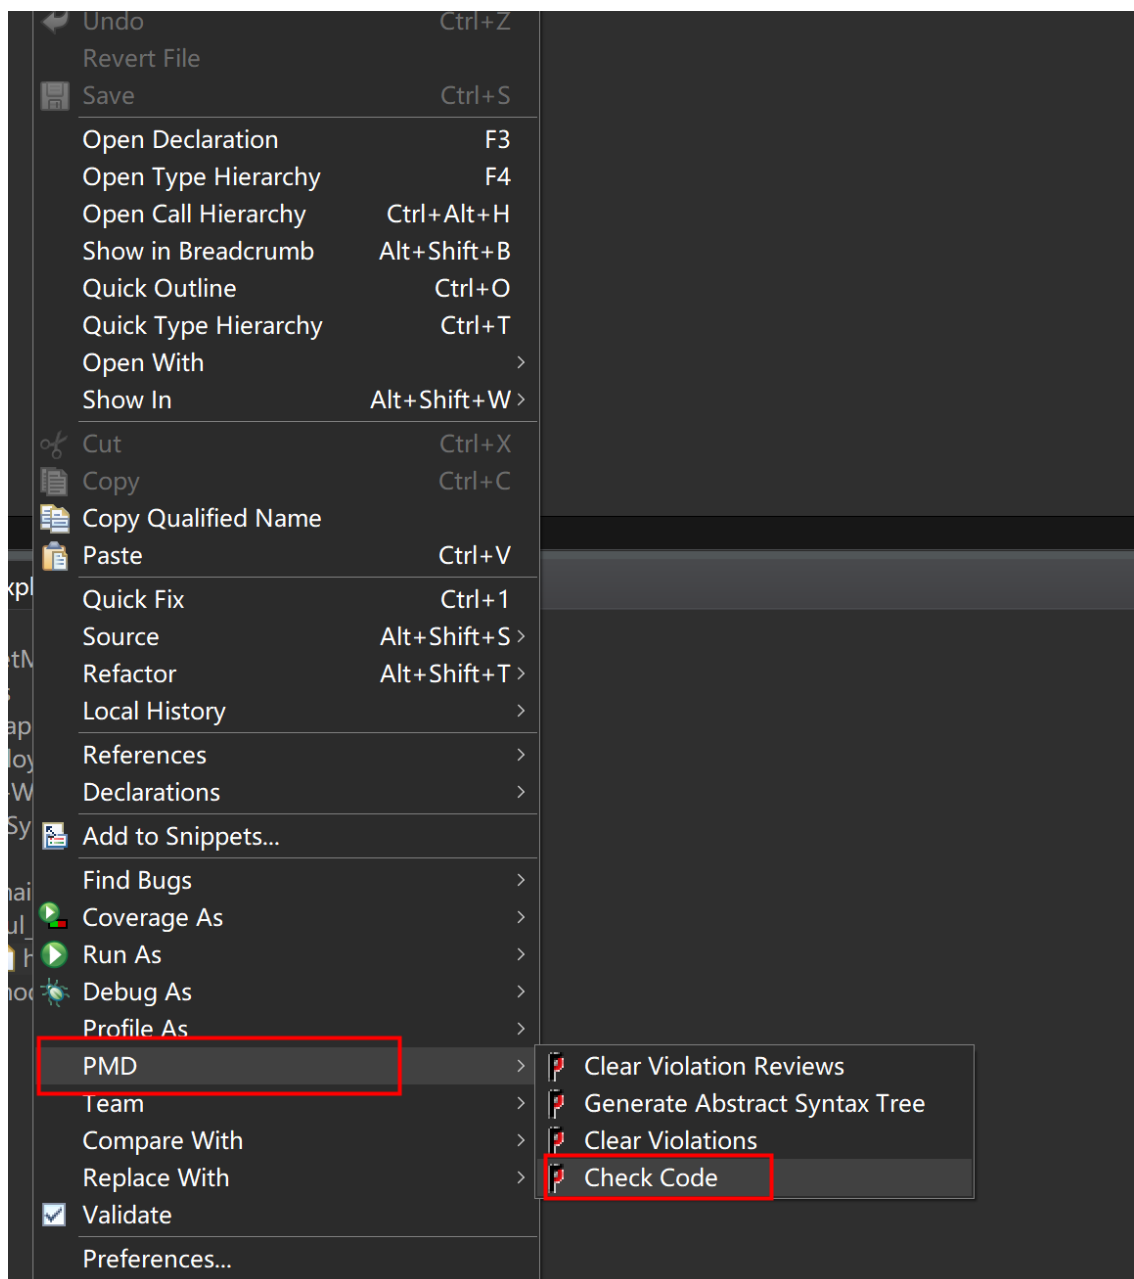 Undo Ctrl+Z
Revert File
Save Ctrl+S
Open Declaration F3
Open Type Hierarchy F4
Open Call Hierarchy Ctrl+Alt+H
Show in Breadcrumb Alt+Shift+B
Quick Outline Ctrl+O
Quick Type Hierarchy Ctrl+T
Open With
Show In Alt+Shift+W
Cut Ctrl+X
Copy Ctrl+C
Copy Qualified Name
Paste Ctrl+V
Quick Fix Ctrl+1
Source Alt+Shift+S
Refactor Alt+Shift+T
Local History
References
Declarations
Add to Snippets...
Find Bugs
Coverage As
Run As
Debug As
Profile As
PMD
Clear Violation Reviews
Team
Generate Abstract Syntax Tree
Compare With
Clear Violations
Replace With
Check Code
Validate
Preferences...